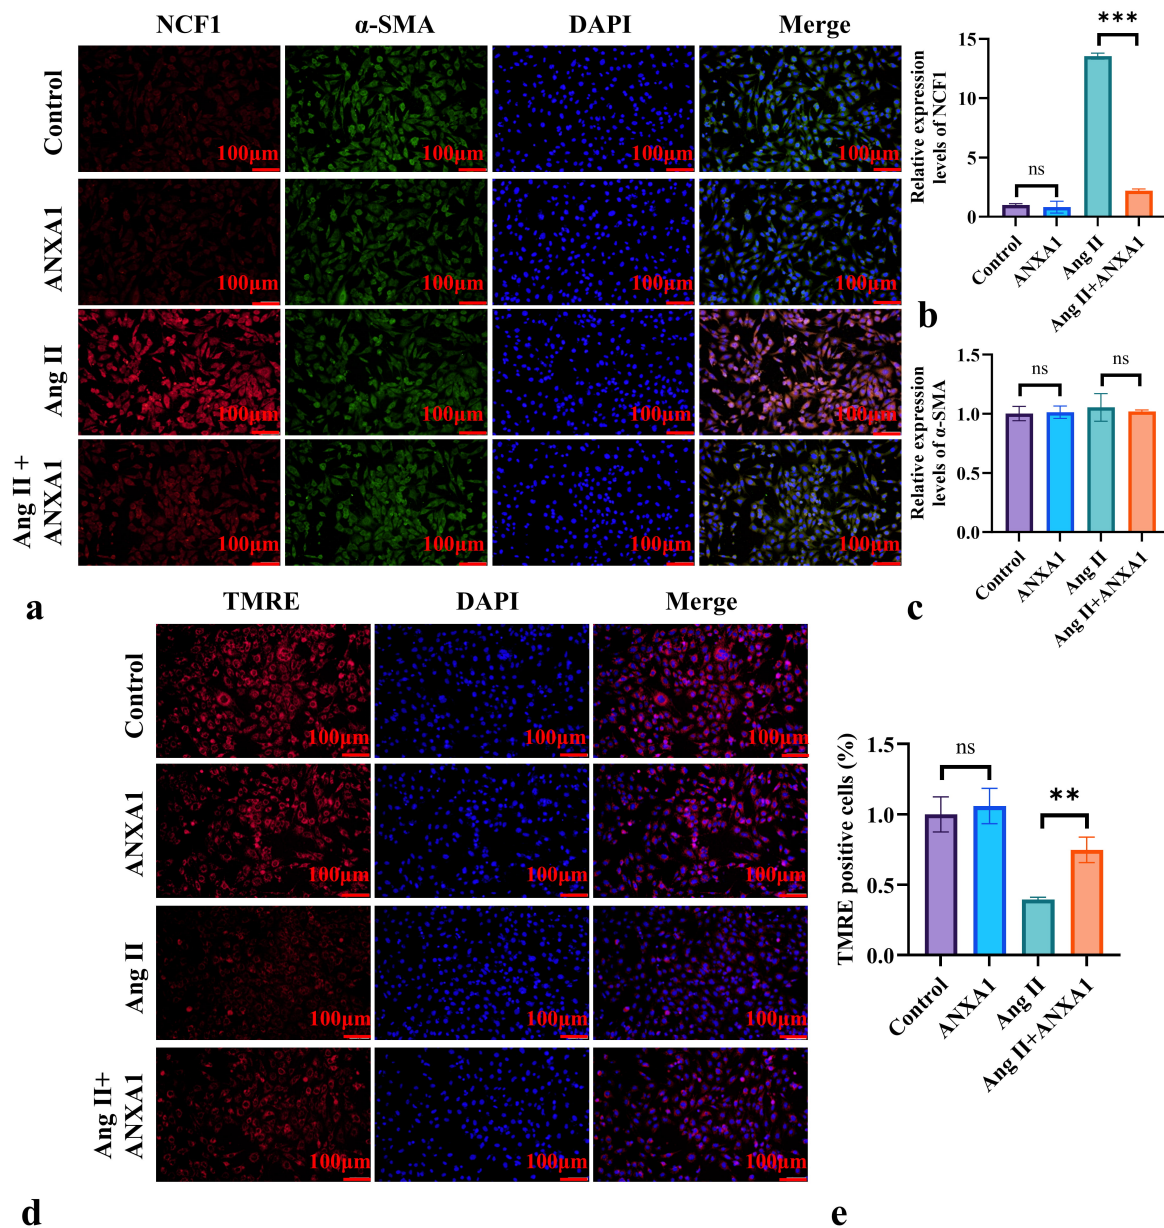 NCF1 α-SMA DAPI Merge
Control
100μm 100μm 100μm 100μm
ANXA1
100μm 100μm 100μm 100μm
Ang II
100μm 100μm 100μm 100μm
Ang II +
ANXA1
100μm 100μm 100μm 100μm
a
Relative expression
levels of NCF1
15
10
5
0
ns
***
Control
ANXA1
Ang II
Ang II+ANXA1
b
Relative expression
levels of α-SMA
1.5
1.0
0.5
0.0
ns
ns
Control
ANXA1
Ang II
Ang II+ANXA1
c
TMRE DAPI Merge
Control
100μm 100μm 100μm
ANXA1
100μm 100μm 100μm
Ang II
100μm 100μm 100μm
Ang II+
ANXA1
100μm 100μm 100μm
d
TMRE positive cells (%)
1.5
1.0
0.5
0.0
ns
**
Control
ANXA1
Ang II
Ang II+ANXA1
e